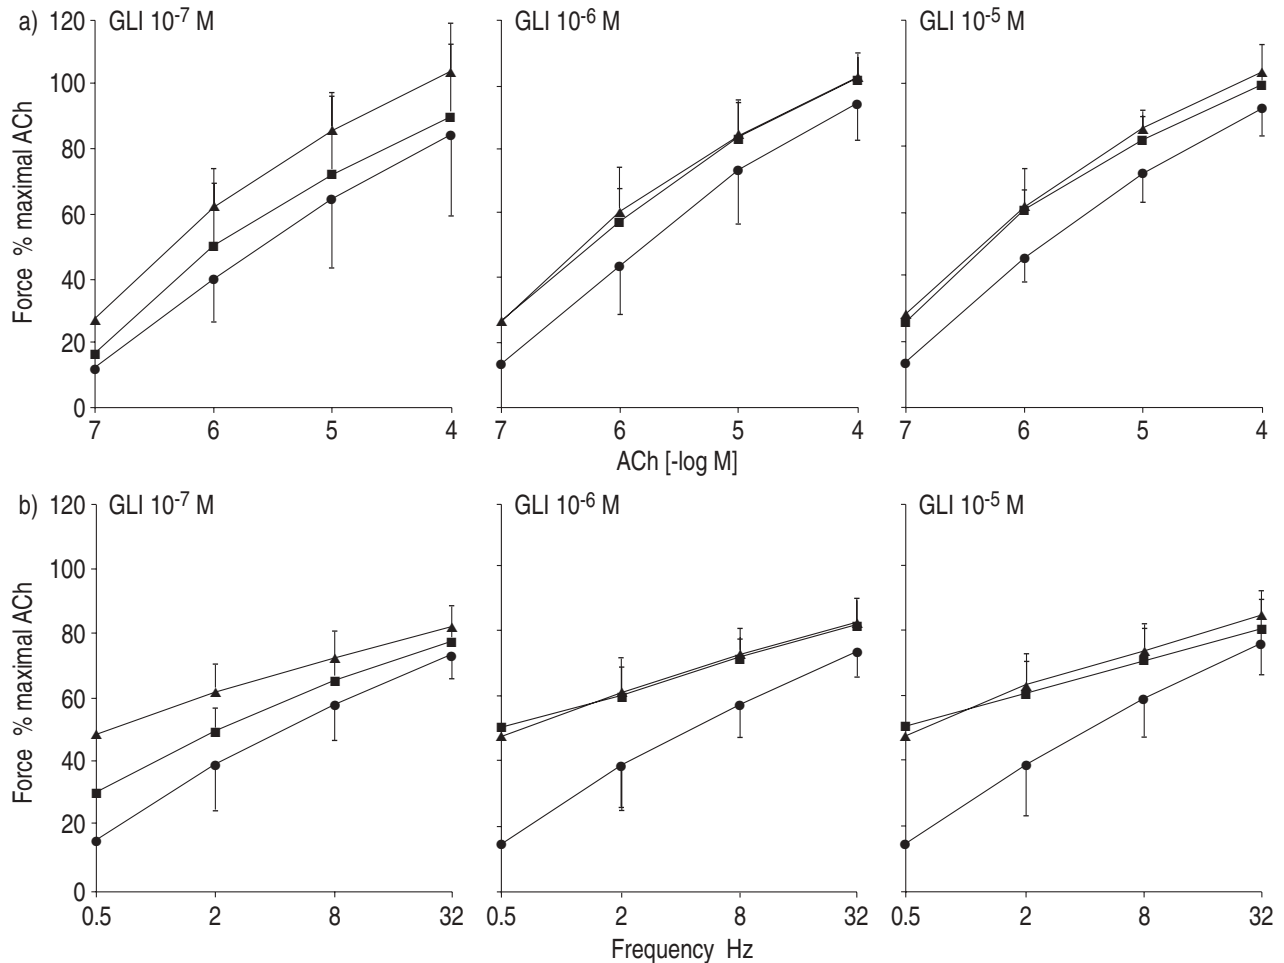 a) GLI 10⁻⁷ M GLI 10⁻⁶ M GLI 10⁻⁵ M
Force % maximal ACh
120
100
80
60
40
20
0
7 6 5 4 7 6 5 4 7 6 5 4
ACh [-log M]
b) GLI 10⁻⁷ M GLI 10⁻⁶ M GLI 10⁻⁵ M
Force % maximal ACh
120
100
80
60
40
20
0
0.5 2 8 32 0.5 2 8 32 0.5 2 8 32
Frequency Hz